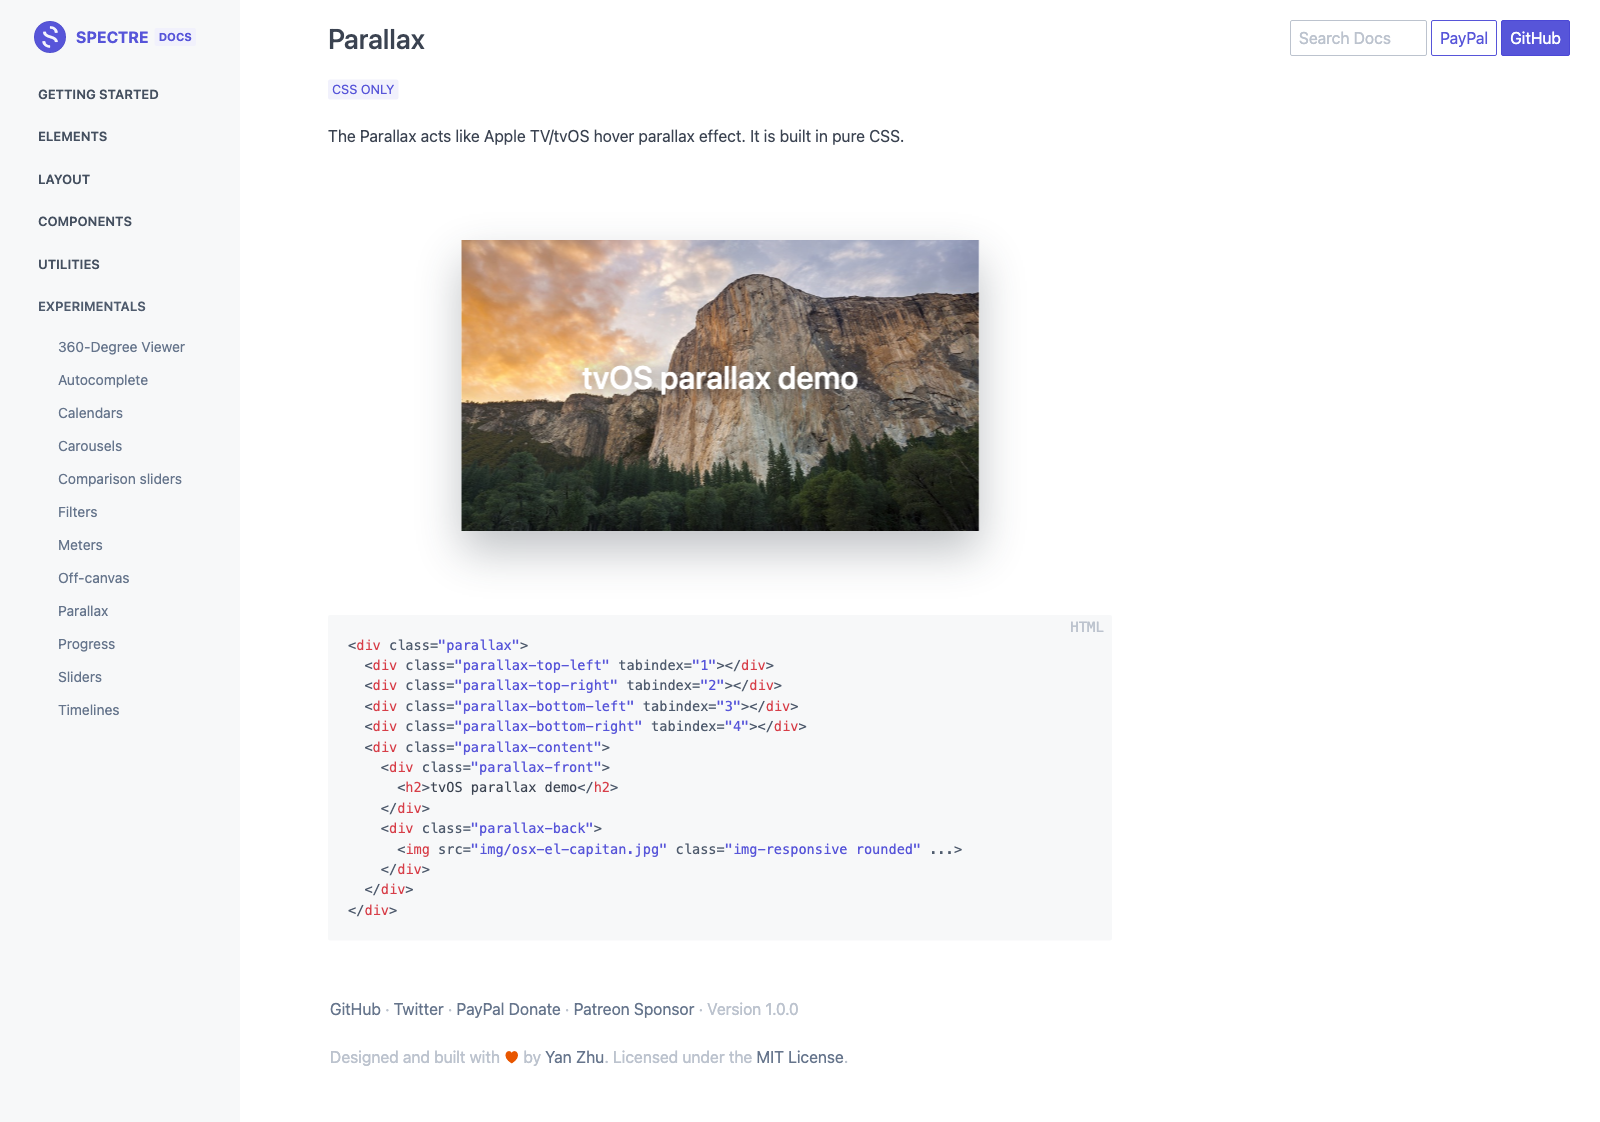 SPECTRE DOCS
GETTING STARTED
ELEMENTS
LAYOUT
COMPONENTS
UTILITIES
EXPERIMENTALS
360-Degree Viewer
Autocomplete
Calendars
Carousels
Comparison sliders
Filters
Meters
Off-canvas
Parallax
Progress
Sliders
Timelines
Parallax
Search Docs
PayPal
GitHub
CSS ONLY
The Parallax acts like Apple TV/tvOS hover parallax effect. It is built in pure CSS.
tvOS parallax demo
HTML
<div class="parallax">
  <div class="parallax-top-left" tabindex="1"></div>
  <div class="parallax-top-right" tabindex="2"></div>
  <div class="parallax-bottom-left" tabindex="3"></div>
  <div class="parallax-bottom-right" tabindex="4"></div>
  <div class="parallax-content">
    <div class="parallax-front">
      <h2>tvOS parallax demo</h2>
    </div>
    <div class="parallax-back">
      <img src="img/osx-el-capitan.jpg" class="img-responsive rounded" ...>
    </div>
  </div>
</div>
GitHub · Twitter · PayPal Donate · Patreon Sponsor · Version 1.0.0
Designed and built with ♥ by Yan Zhu. Licensed under the MIT License.